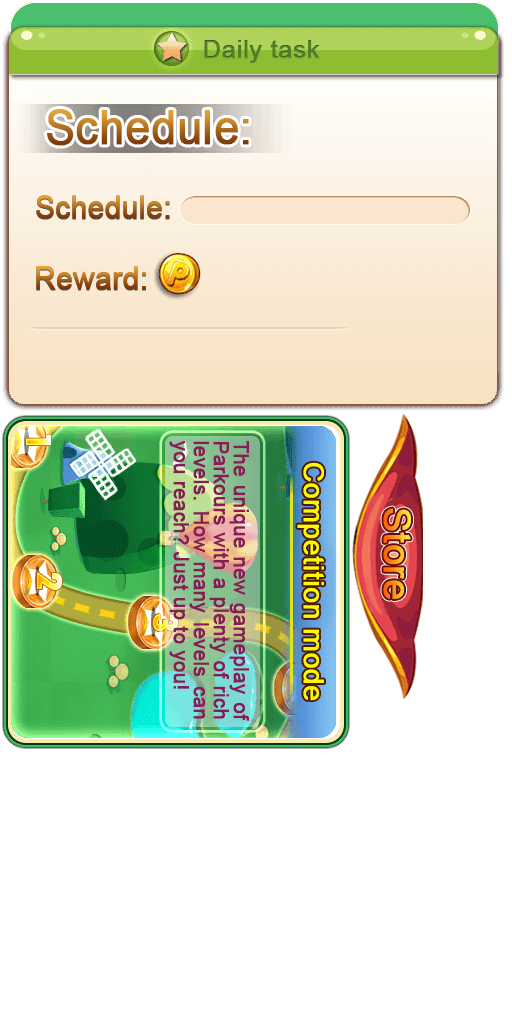 Daily task
Schedule:
Schedule:
Reward:
Competition mode
The unique new gameplay of
Parkours with a plenty of rich
levels. How many levels can
you reach? Just up to you!
1
2
3
Store